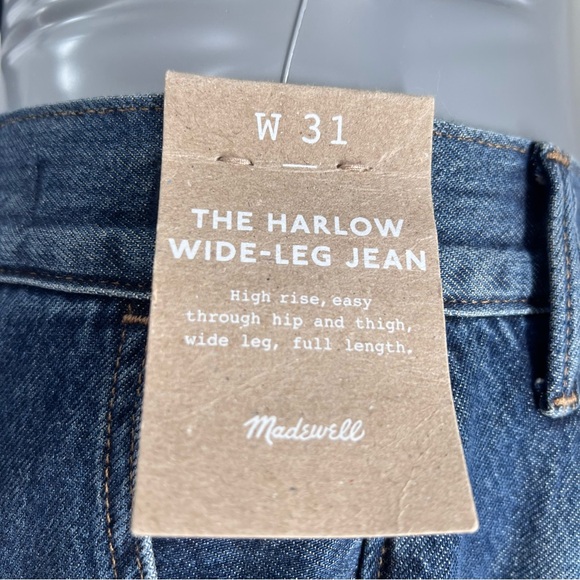 W 31
THE HARLOW
WIDE-LEG JEAN
High rise, easy
through hip and thigh,
wide leg, full length.
Madewell